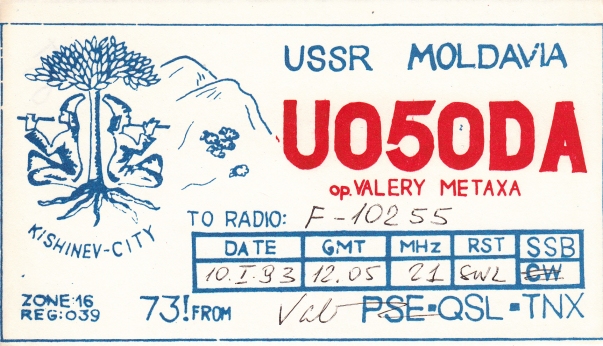 USSR MOLDAVIA
UO5ODA
op. VALERY METAXA
KISHINEV-CITY
TO RADIO: F-10255
DATE GMT MHz RST SSB
10.I.93 12.05 21 SWL CW
ZONE:16
REG:039
73! FROM Val PSE-QSL-TNX